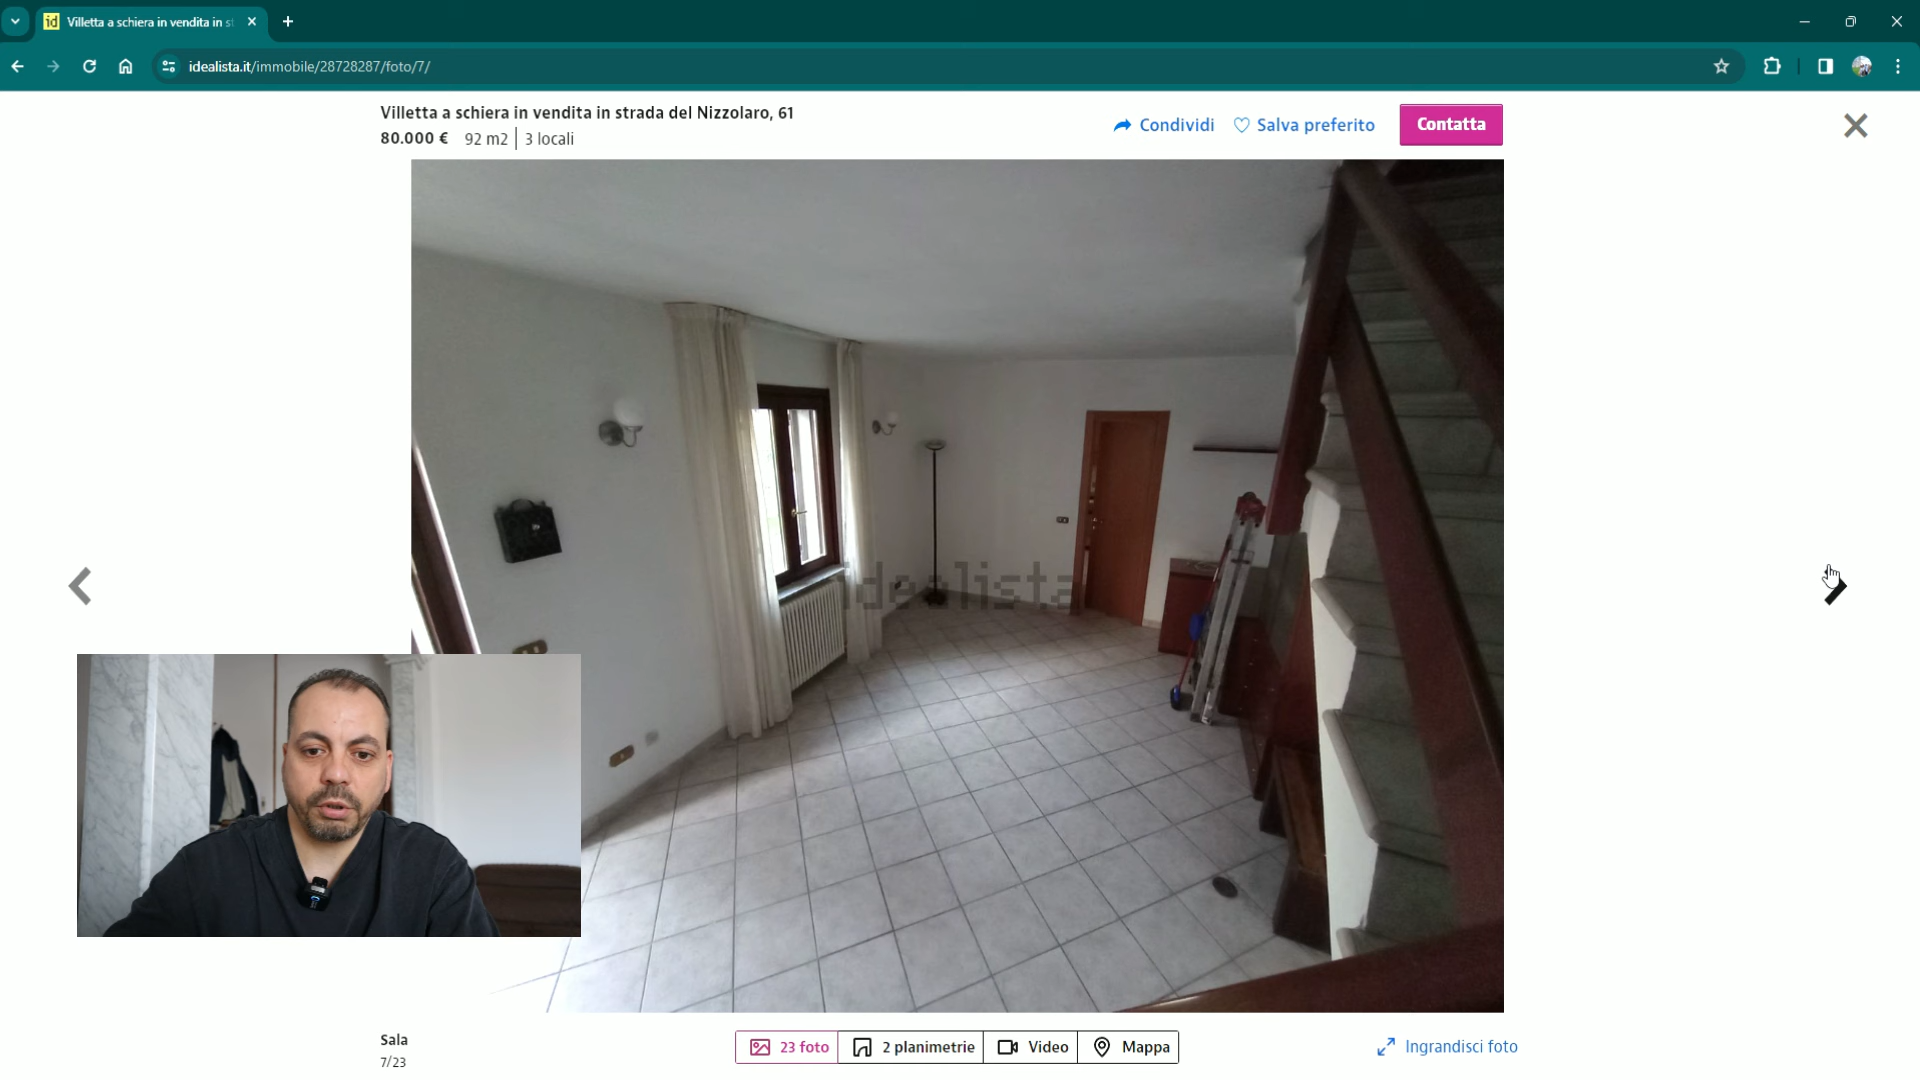 Villetta a schiera in vendita in st
idealista.it/immobile/28728287/foto/7/
Villetta a schiera in vendita in strada del Nizzolaro, 61
80.000 € 92 m2 3 locali
Condividi
Salva preferito
Contatta
idealista
Sala
7/23
23 foto
2 planimetrie
Video
Mappa
Ingrandisci foto